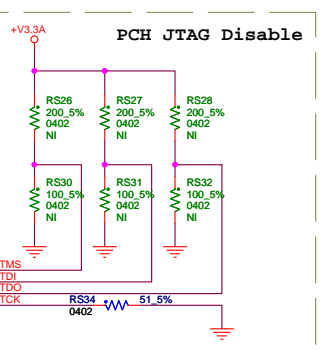 +V3.3A
PCH JTAG Disable
RS26
200_5%
0402
NI
RS27
200_5%
0402
NI
RS28
200_5%
0402
NI
RS30
100_5%
0402
NI
RS31
100_5%
0402
NI
RS32
100_5%
0402
NI
TMS
TDI
TDO
TCK
RS34
51_5%
0402